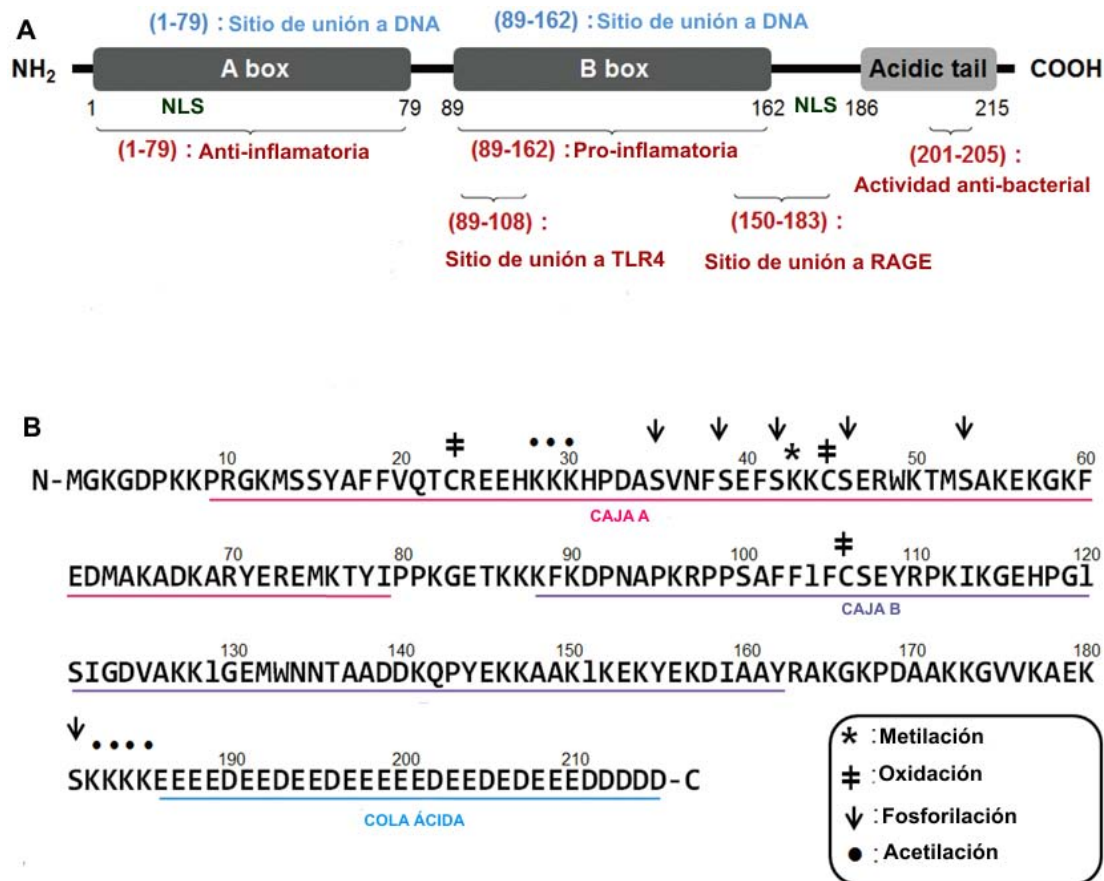 A
(1-79) : Sitio de unión a DNA
(89-162) : Sitio de unión a DNA
NH2
A box
B box
Acidic tail
COOH
1
NLS
79
89
162
NLS
186
215
(1-79) : Anti-inflamatoria
(89-162) : Pro-inflamatoria
(201-205) :
Actividad anti-bacterial
(89-108) :
Sitio de unión a TLR4
(150-183) :
Sitio de unión a RAGE
B
10 20 30 40 50 60
N-MGKGDPKKPRGKMSSYAFFVQTCREEHKKKHPDASVNFSEFSKKCSERWKTMSAKEKGKF
CAJA A
70 80 90 100 110 120
EDMAKADKARYEREMKTYIPPKGETKKKFKDPNAPKRPPSAFFlFCSEYRPKIKGEHPGl
CAJA B
130 140 150 160 170 180
SIGDVAKKlGEMWNNTAADDKQPYEKKAAKlKEKYEKDIAAYRAKGKPDAAKKGVVKAEK
190 200 210
SKKKKEEEEDEEDEEDEEEEEDEEDEDEEEDDDDD-C
COLA ÁCIDA
* : Metilación
ǂ : Oxidación
↓ : Fosforilación
● : Acetilación